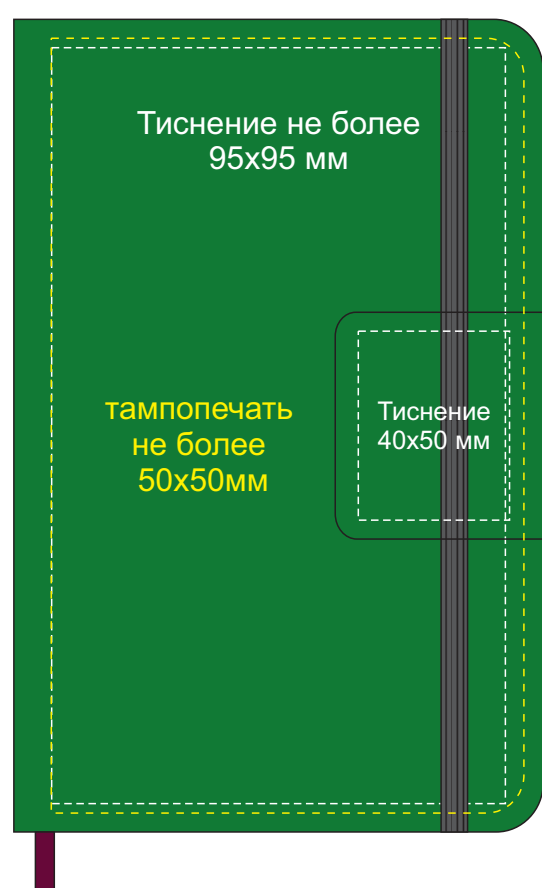 Тиснение не более
95х95 мм
тампопечать
не более
50х50мм
Тиснение
40х50 мм